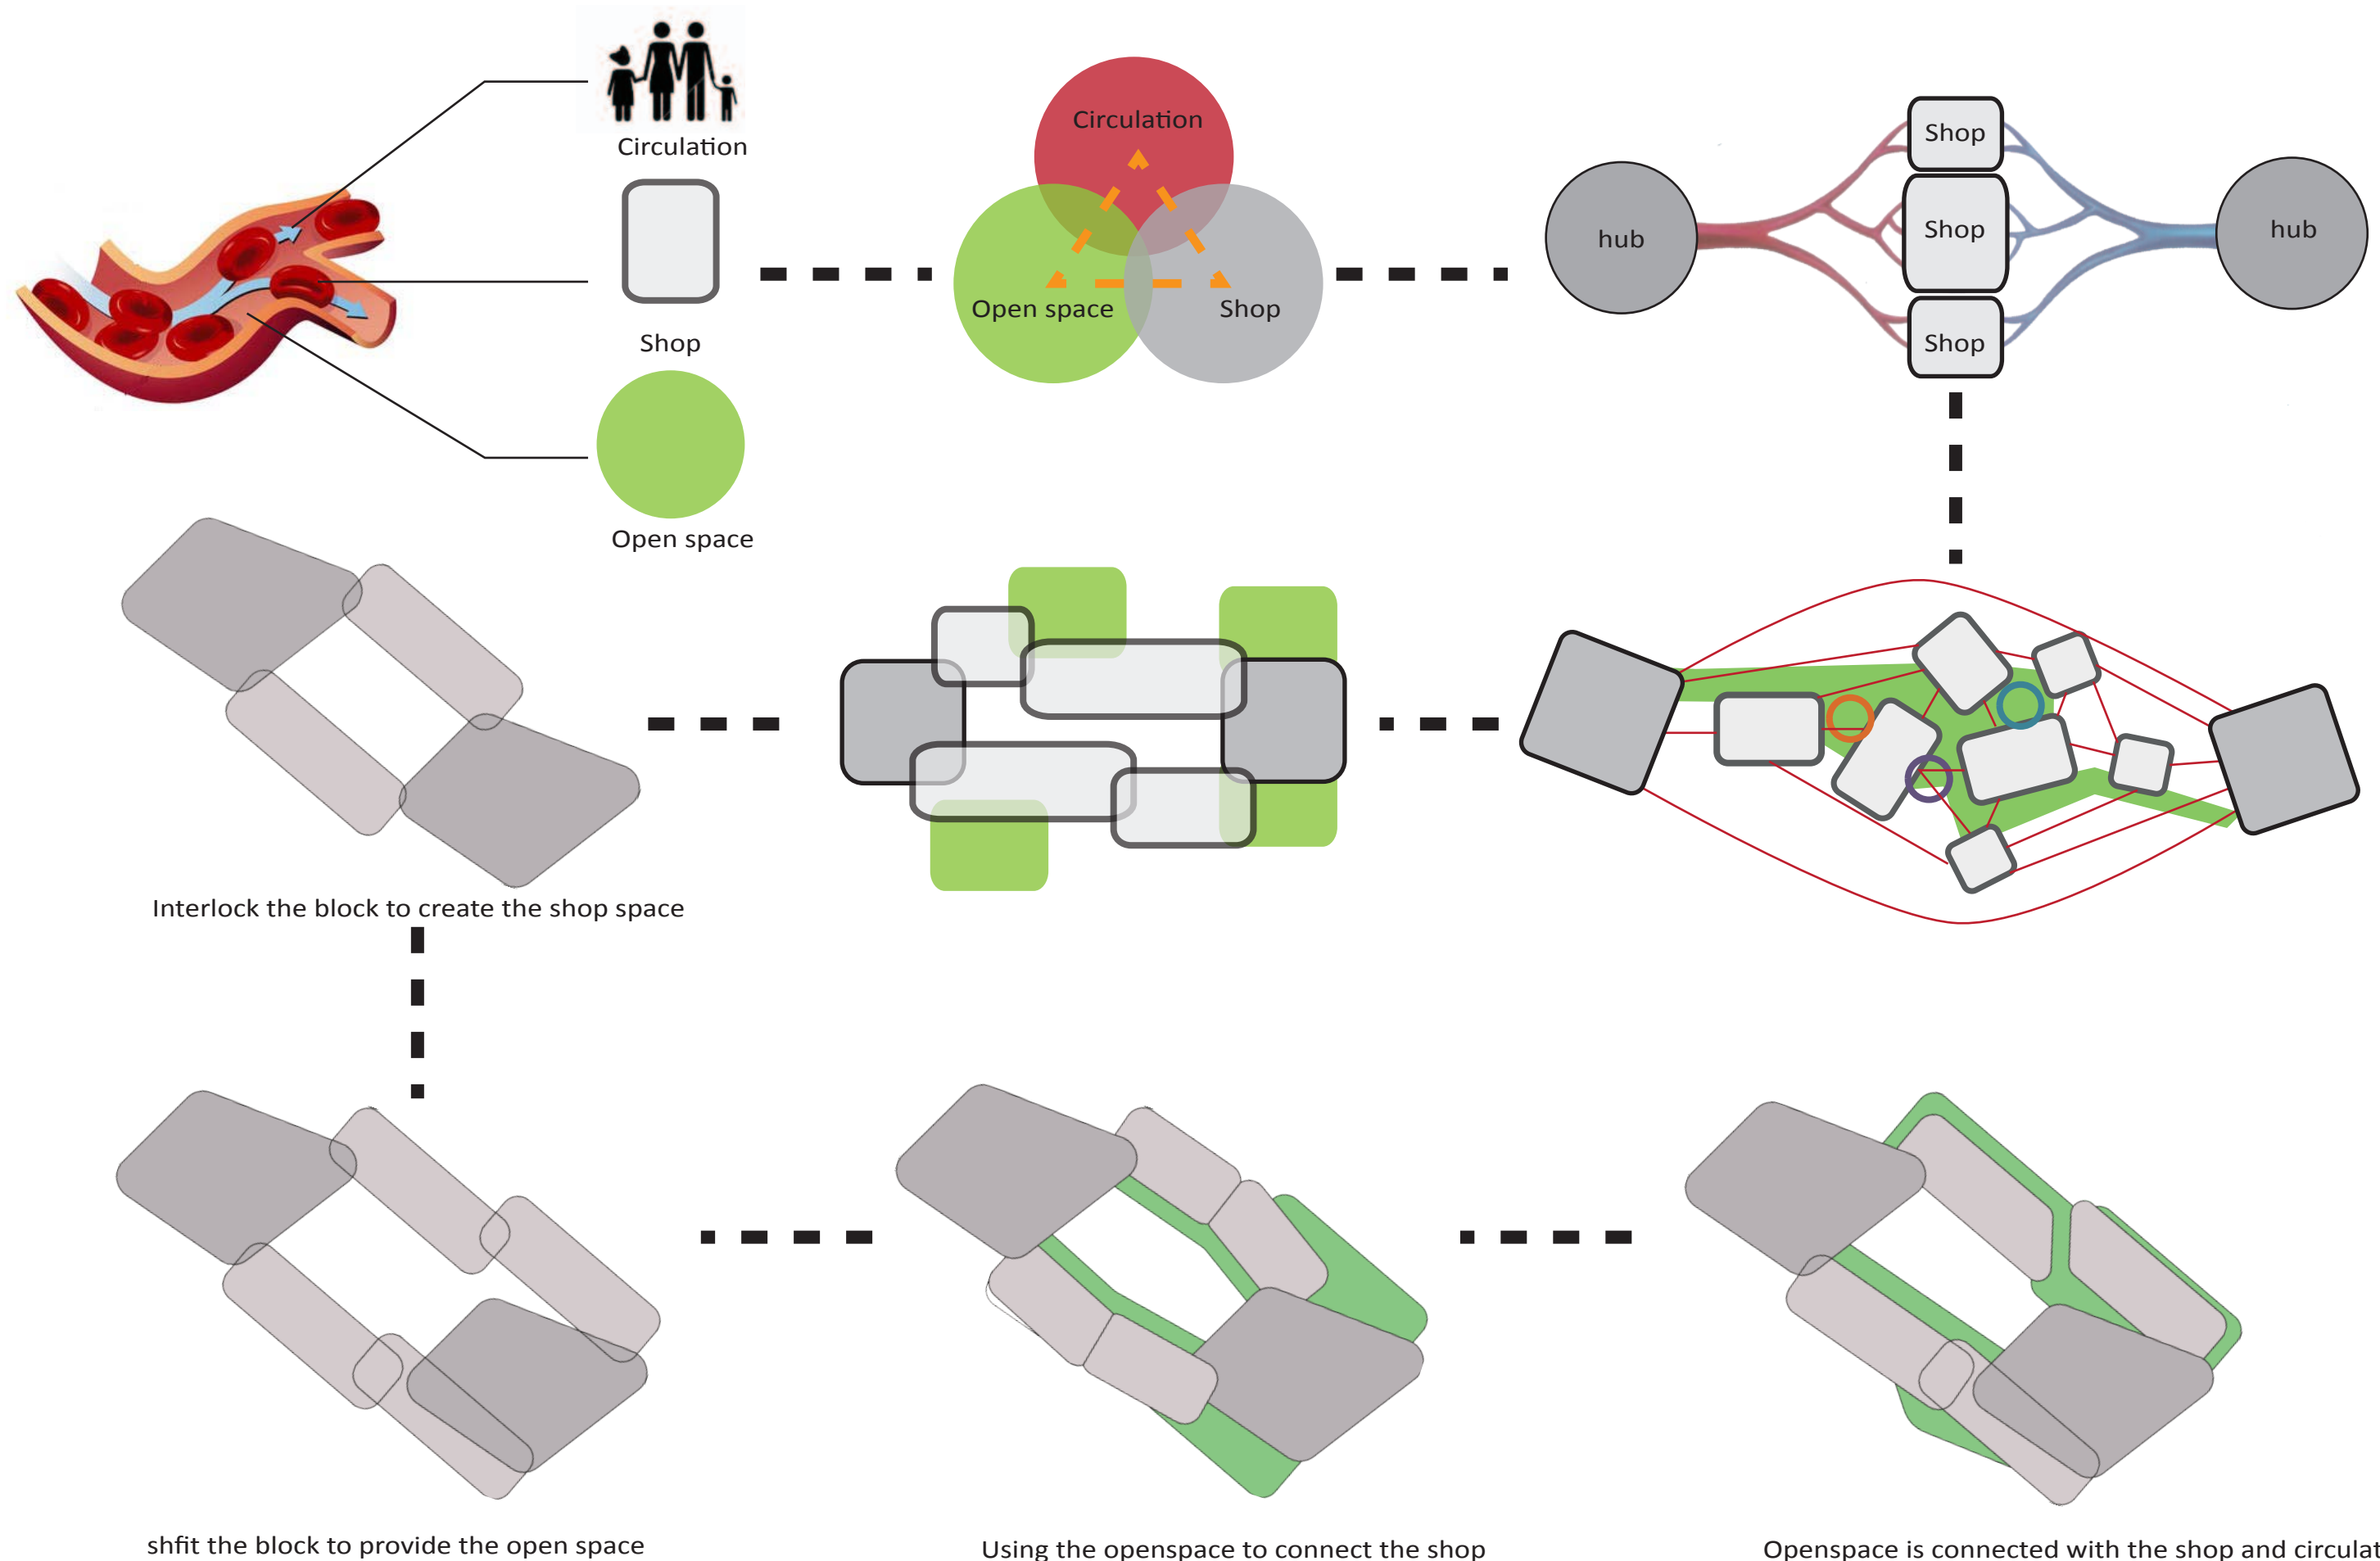 Circulation
Shop
Open space
Circulation
Open space
Shop
hub
Shop
Shop
Shop
hub
Interlock the block to create the shop space
shfit the block to provide the open space
Using the openspace to connect the shop
Openspace is connected with the shop and circulat